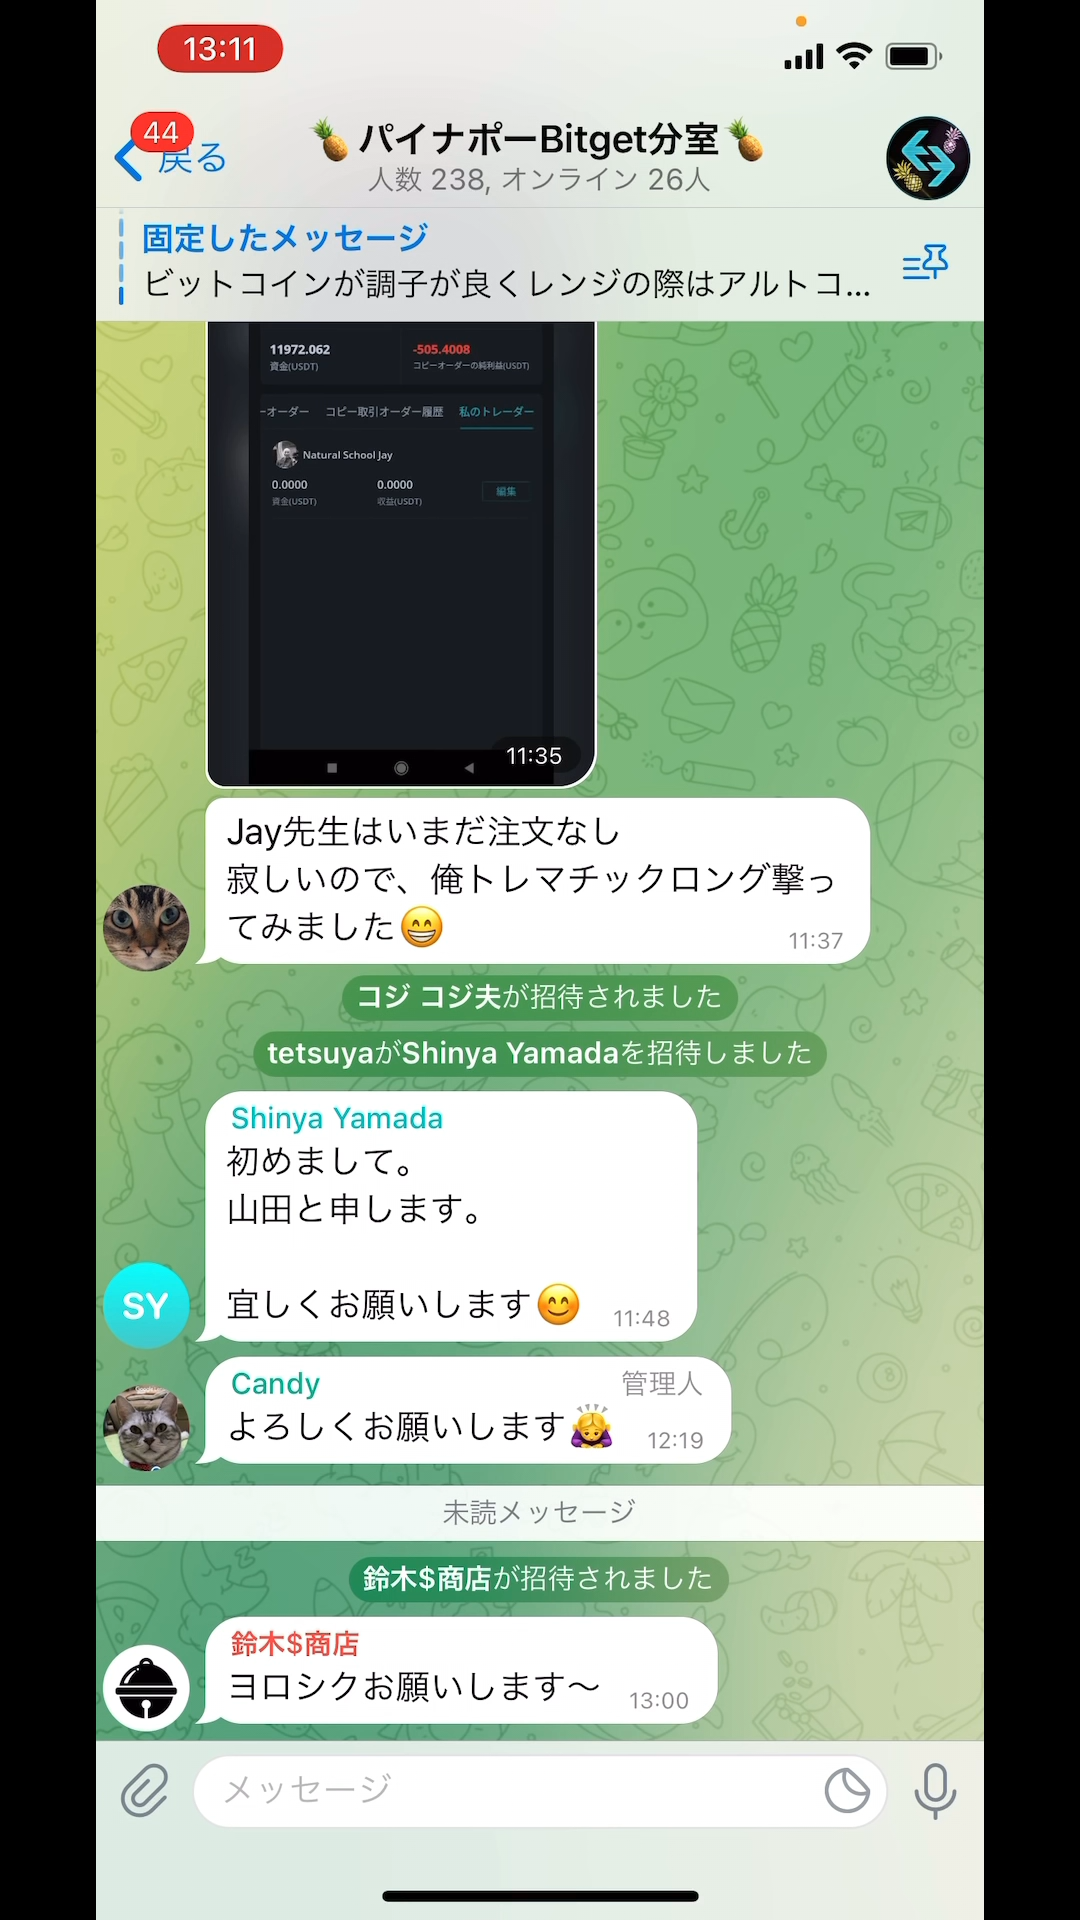 13:11
44
戻る
🍍パイナポーBitget分室🍍
人数 238, オンライン 26人
固定したメッセージ
ビットコインが調子が良くレンジの際はアルトコ...
11972.062
-505.4008
資金(USDT)
コピーオーダーの純利益(USDT)
ーオーダー コピー取引オーダー履歴 私のトレーダー
Natural School Jay
0.0000
0.0000
編集
資金(USDT)
収益(USDT)
11:35
Jay先生はいまだ注文なし
寂しいので、俺トレマチックロング撃っ
てみました😁
11:37
コジ コジ夫が招待されました
tetsuyaがShinya Yamadaを招待しました
Shinya Yamada
初めまして。
山田と申します。
宜しくお願いします😊
11:48
SY
Candy
管理人
よろしくお願いします🙇‍♀️
12:19
未読メッセージ
鈴木$商店が招待されました
鈴木$商店
ヨロシクお願いします〜
13:00
メッセージ